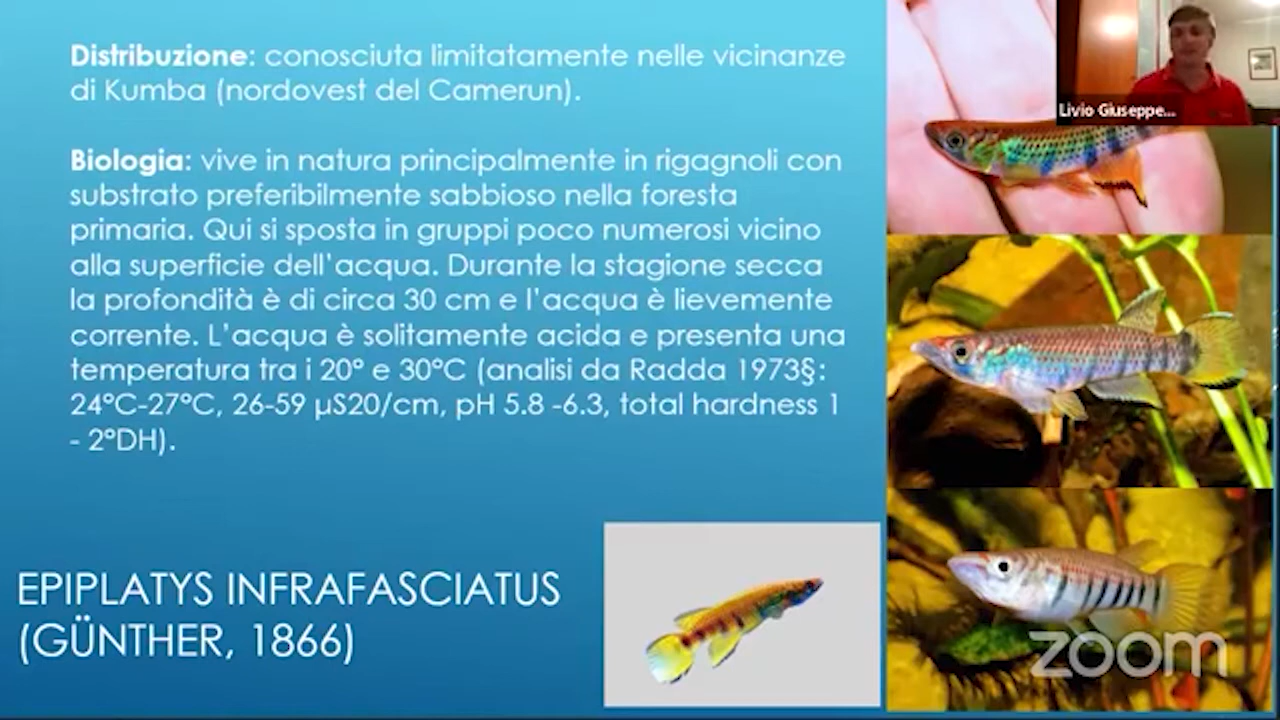 Distribuzione: conosciuta limitatamente nelle vicinanze
di Kumba (nordovest del Camerun).
Biologia: vive in natura principalmente in rigagnoli con
substrato preferibilmente sabbioso nella foresta
primaria. Qui si sposta in gruppi poco numerosi vicino
alla superficie dell'acqua. Durante la stagione secca
la profondità è di circa 30 cm e l'acqua è lievemente
corrente. L'acqua è solitamente acida e presenta una
temperatura tra i 20° e 30°C (analisi da Radda 1973§:
24°C-27°C, 26-59 µS20/cm, pH 5.8 -6.3, total hardness 1
- 2°DH).
EPIPLATYS INFRAFASCIATUS
(GÜNTHER, 1866)
Livio Giuseppe...
zoom